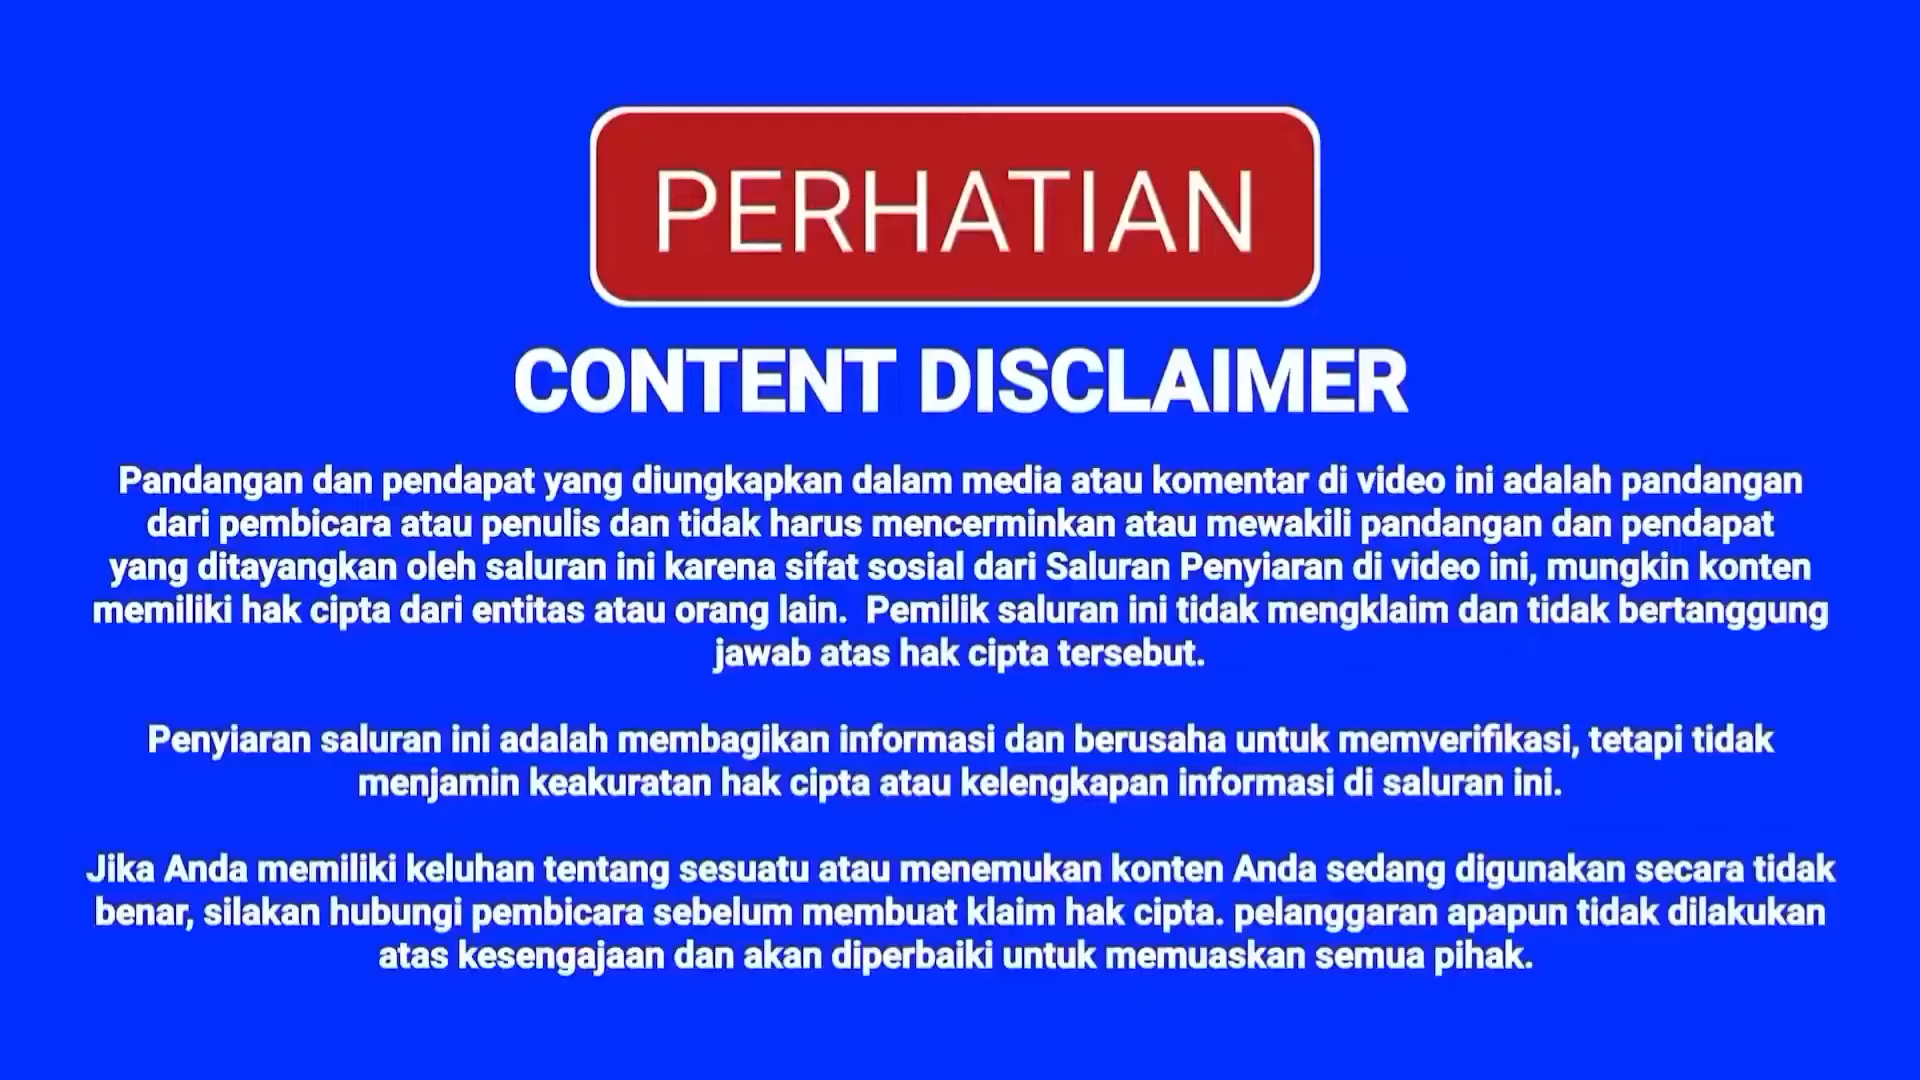 PERHATIAN
CONTENT DISCLAIMER
Pandangan dan pendapat yang diungkapkan dalam media atau komentar di video ini adalah pandangan
dari pembicara atau penulis dan tidak harus mencerminkan atau mewakili pandangan dan pendapat
yang ditayangkan oleh saluran ini karena sifat sosial dari Saluran Penyiaran di video ini, mungkin konten
memiliki hak cipta dari entitas atau orang lain.  Pemilik saluran ini tidak mengklaim dan tidak bertanggung
jawab atas hak cipta tersebut.
Penyiaran saluran ini adalah membagikan informasi dan berusaha untuk memverifikasi, tetapi tidak
menjamin keakuratan hak cipta atau kelengkapan informasi di saluran ini.
Jika Anda memiliki keluhan tentang sesuatu atau menemukan konten Anda sedang digunakan secara tidak
benar, silakan hubungi pembicara sebelum membuat klaim hak cipta. pelanggaran apapun tidak dilakukan
atas kesengajaan dan akan diperbaiki untuk memuaskan semua pihak.